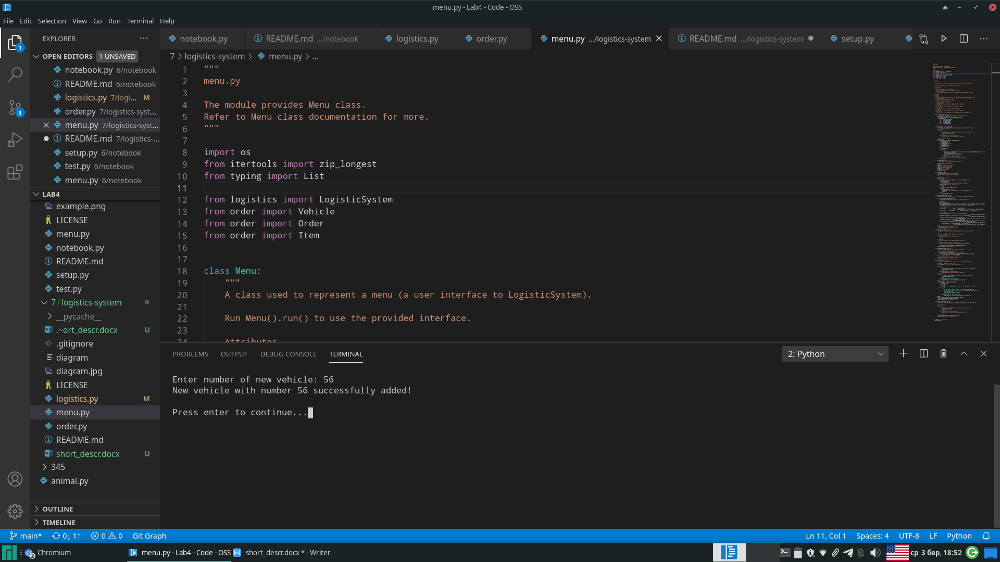 menu.py - Lab4 - Code - OSS
File Edit Selection View Go Run Terminal Help
EXPLORER
notebook.py
README.md .../notebook
logistics.py
order.py
menu.py .../logistics-system
README.md .../logistics-system
setup.py
OPEN EDITORS 1 UNSAVED
notebook.py 6/notebook
README.md 6/notebook
logistics.py 7/logi... M
order.py 7/logistics-syst...
menu.py 7/logistics-syst...
README.md 7/logistics-...
setup.py 6/notebook
test.py 6/notebook
menu.py 6/notebook
LAB4
example.png
LICENSE
menu.py
notebook.py
README.md
setup.py
test.py
7 / logistics-system
__pycache__
.~ort_descr.docx U
.gitignore
diagram
diagram.jpg
LICENSE
logistics.py M
menu.py
order.py
README.md
short_descr.docx U
345
animal.py
OUTLINE
TIMELINE
7 > logistics-system > menu.py > ...
1 """
2 menu.py
3
4 The module provides Menu class.
5 Refer to Menu class documentation for more.
6 """
7
8 import os
9 from itertools import zip_longest
10 from typing import List
11
12 from logistics import LogisticSystem
13 from order import Vehicle
14 from order import Order
15 from order import Item
16
17
18 class Menu:
19 """
20 A class used to represent a menu (a user interface to LogisticSystem).
21
22 Run Menu().run() to use the provided interface.
23
24 Attributes
PROBLEMS OUTPUT DEBUG CONSOLE TERMINAL
2: Python
Enter number of new vehicle: 56
New vehicle with number 56 successfully added!
Press enter to continue...
main* 0↓ 1↑ 0 0 Git Graph
Ln 11, Col 1 Spaces: 4 UTF-8 LF Python
2 Chromium
menu.py - Lab4 - Code - OSS
short_descr.docx * - Writer
ср 3 бер, 18:52
1
3